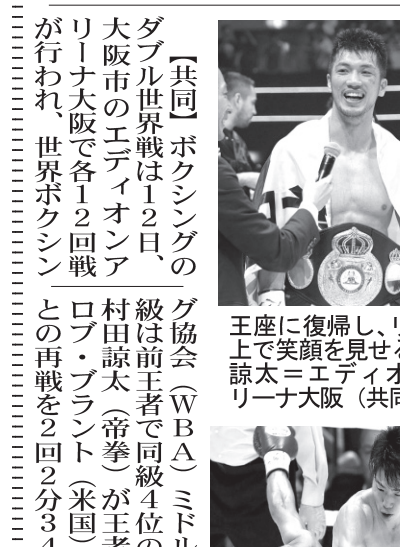 【共同】ボクシングの
ダブル世界戦は12日、
大阪市のエディオンア
リーナ大阪で各12回戦
が行われ、世界ボクシン
グ協会（WBA）ミドル
級は前王者で同級4位の
村田諒太（帝拳）が王者
ロブ・ブラント（米国）
との再戦を2回2分34
王座に復帰し、リ
上で笑顔を見せる
諒太＝エディオ
リーナ大阪（共同